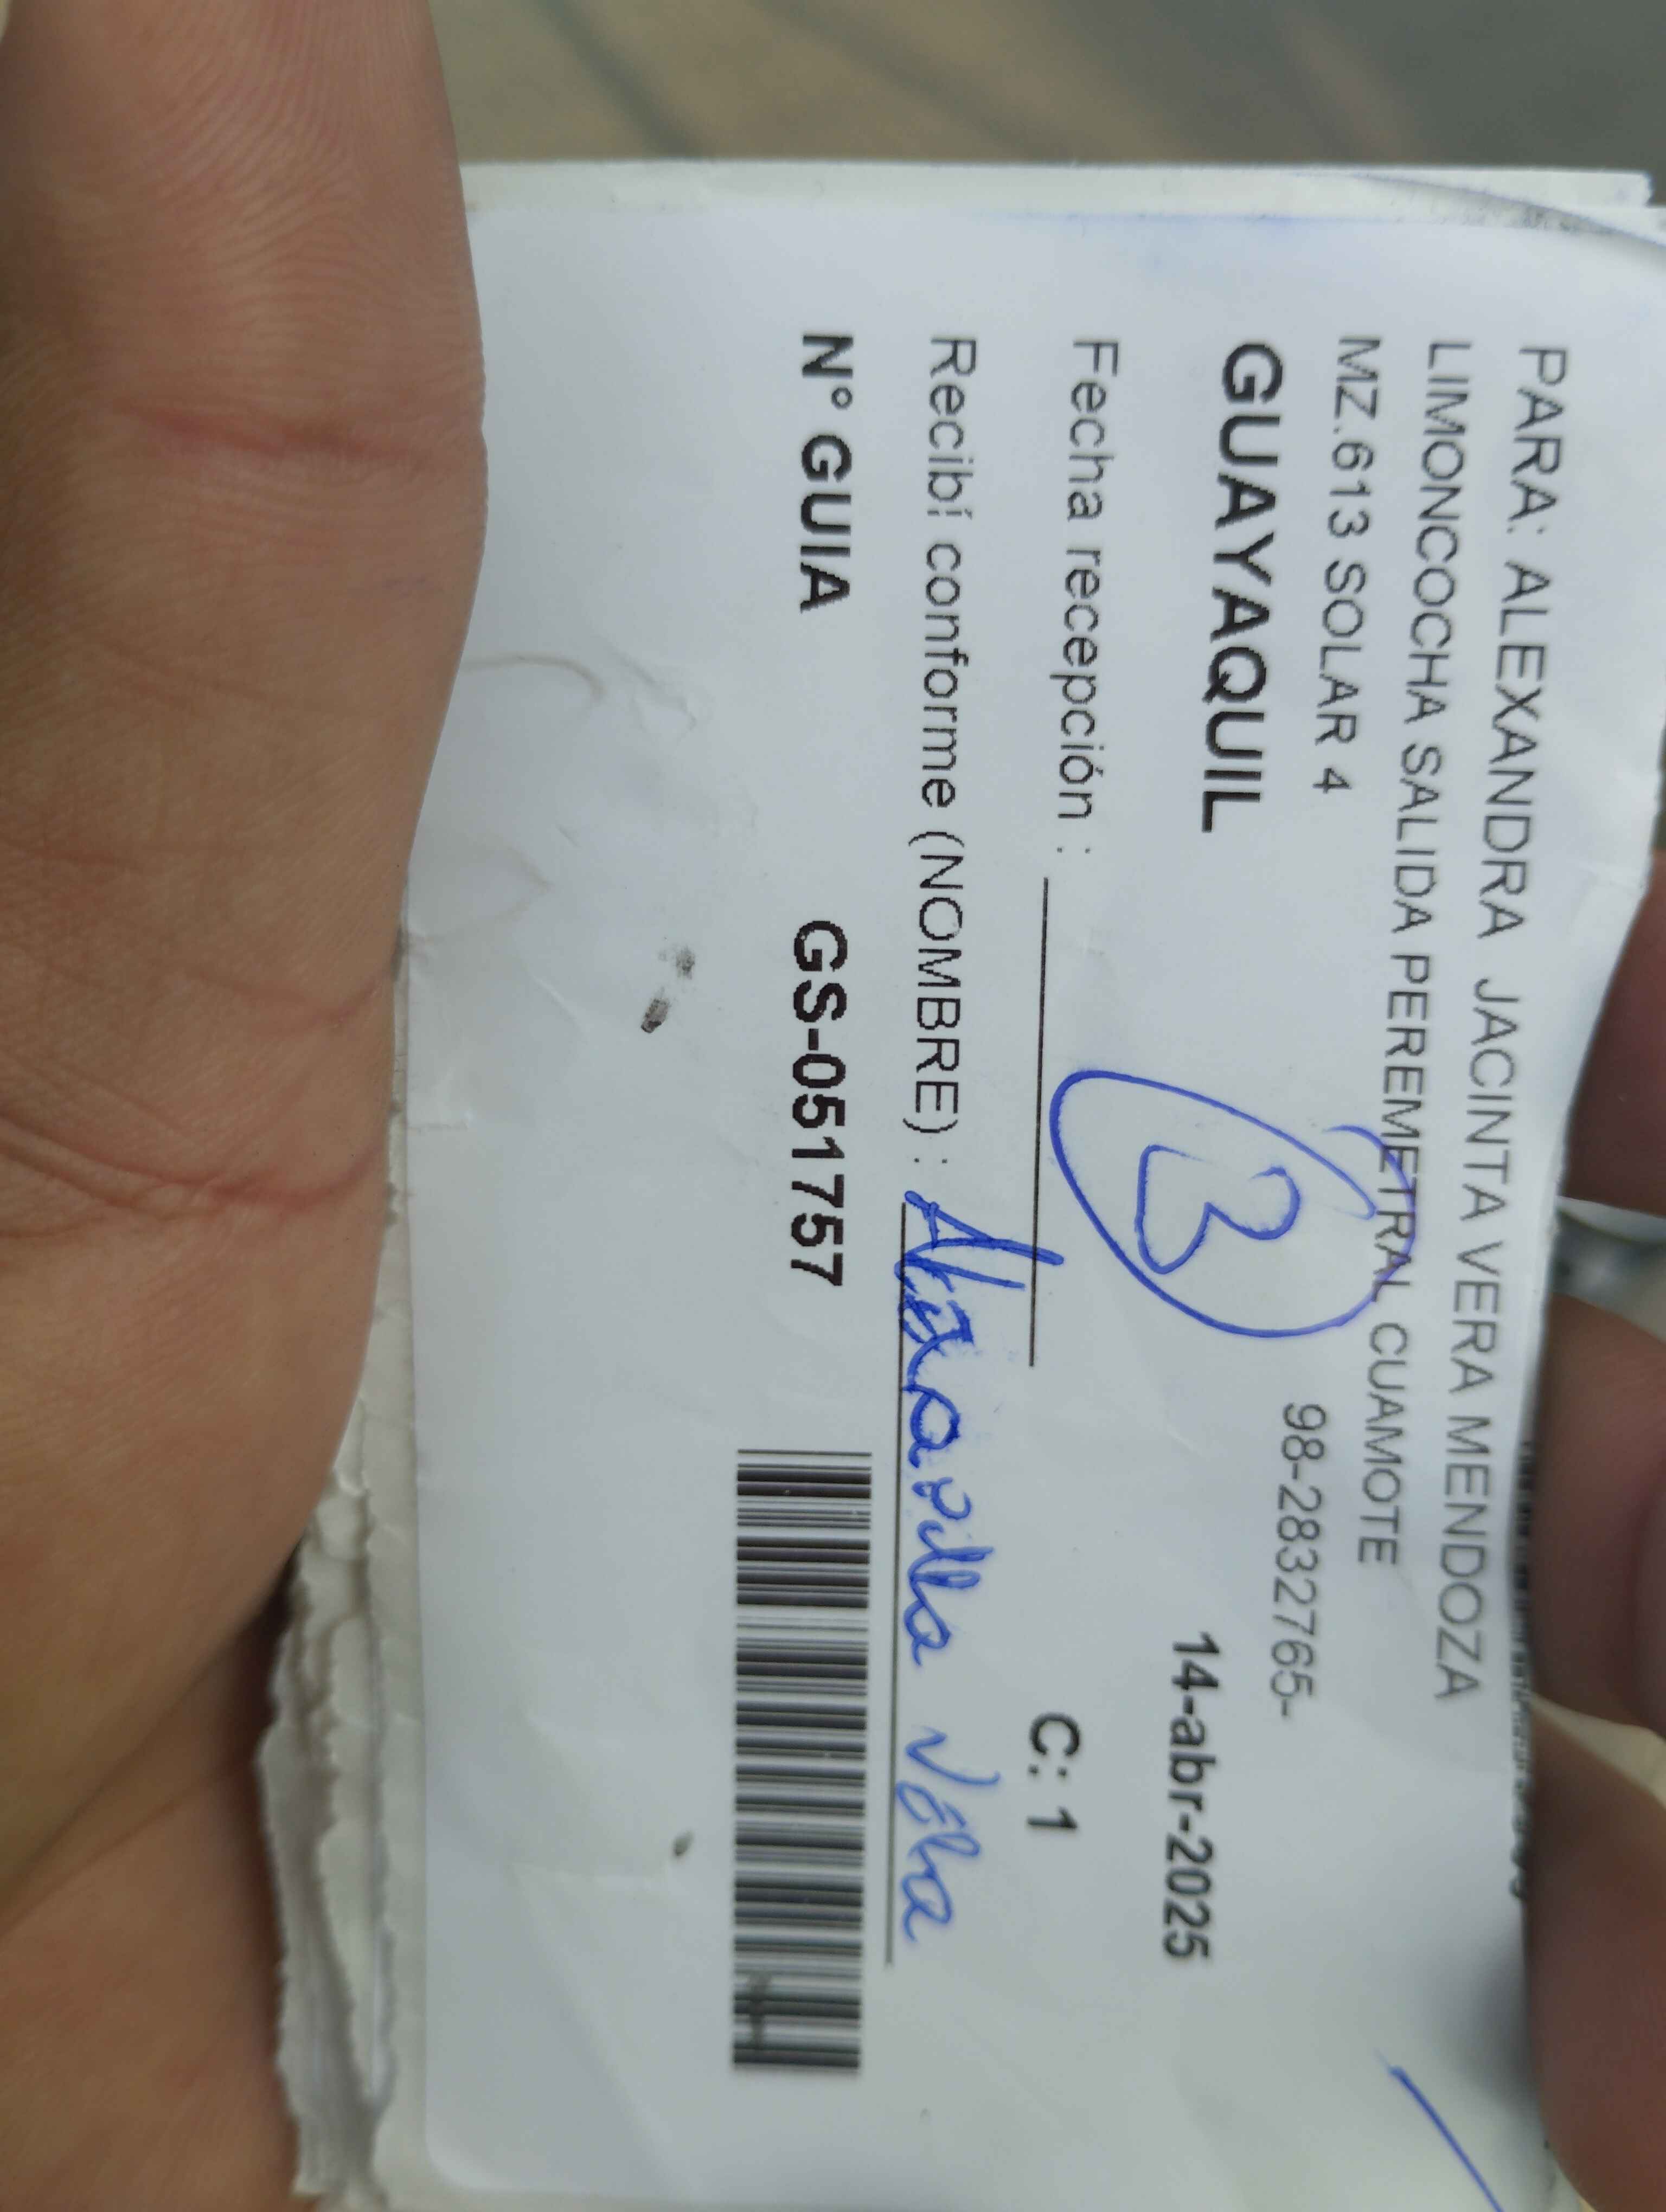 PARA: ALEXANDRA JACINTA VERA MENDOZA
LIMONCOCHA SALIDA PEREMETRAL CUAMOTE
MZ.613 SOLAR 4
98-2832765-
GUAYAQUIL
14-abr-2025
3
Fecha recepción :
C: 1
Recibí conforme (NOMBRE) :
N° GUIA GS-051757